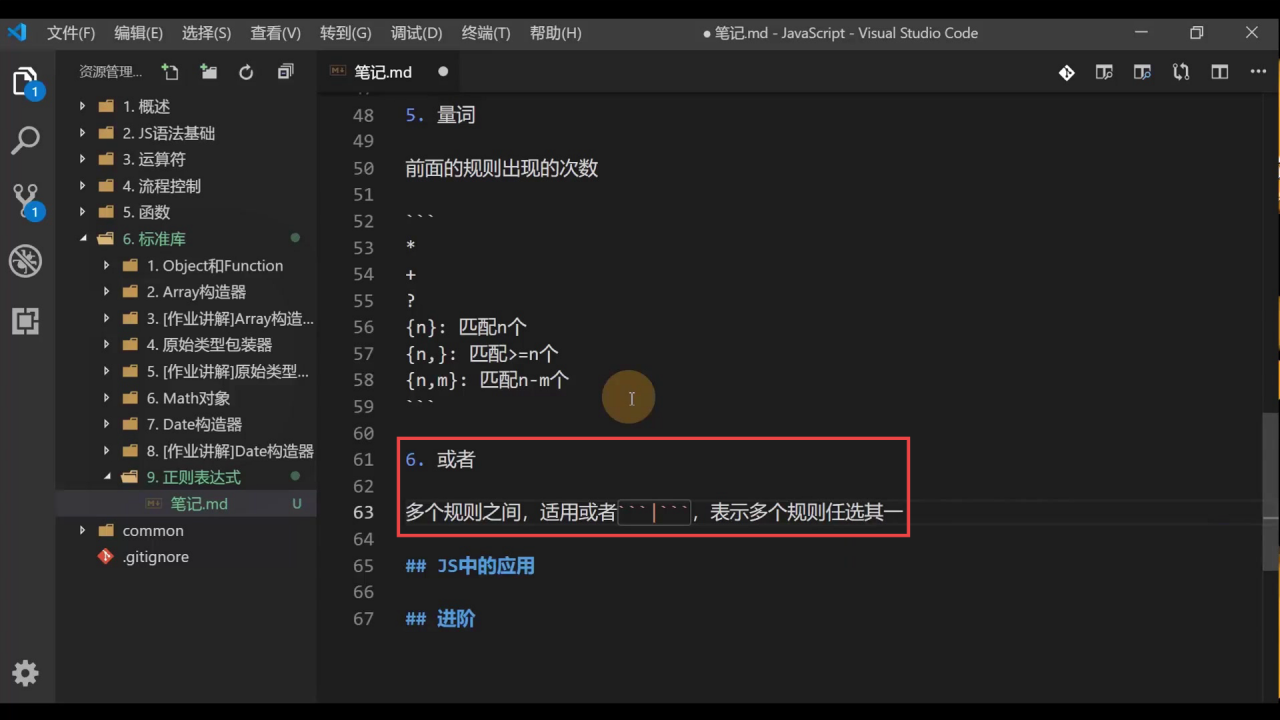 文件(F) 编辑(E) 选择(S) 查看(V) 转到(G) 调试(D) 终端(T) 帮助(H) ● 笔记.md - JavaScript - Visual Studio Code
资源管理... 笔记.md
1
1
1. 概述
2. JS语法基础
3. 运算符
4. 流程控制
5. 函数
6. 标准库
1. Object和Function
2. Array构造器
3. [作业讲解]Array构造...
4. 原始类型包装器
5. [作业讲解]原始类型...
6. Math对象
7. Date构造器
8. [作业讲解]Date构造器
9. 正则表达式
笔记.md U
common
.gitignore
48 5. 量词
49
50 前面的规则出现的次数
51
52 ```
53 *
54 +
55 ?
56 {n}: 匹配n个
57 {n,}: 匹配>=n个
58 {n,m}: 匹配n-m个
59 ```
60
61 6. 或者
62
63 多个规则之间，适用或者```|```，表示多个规则任选其一
64
65 ## JS中的应用
66
67 ## 进阶